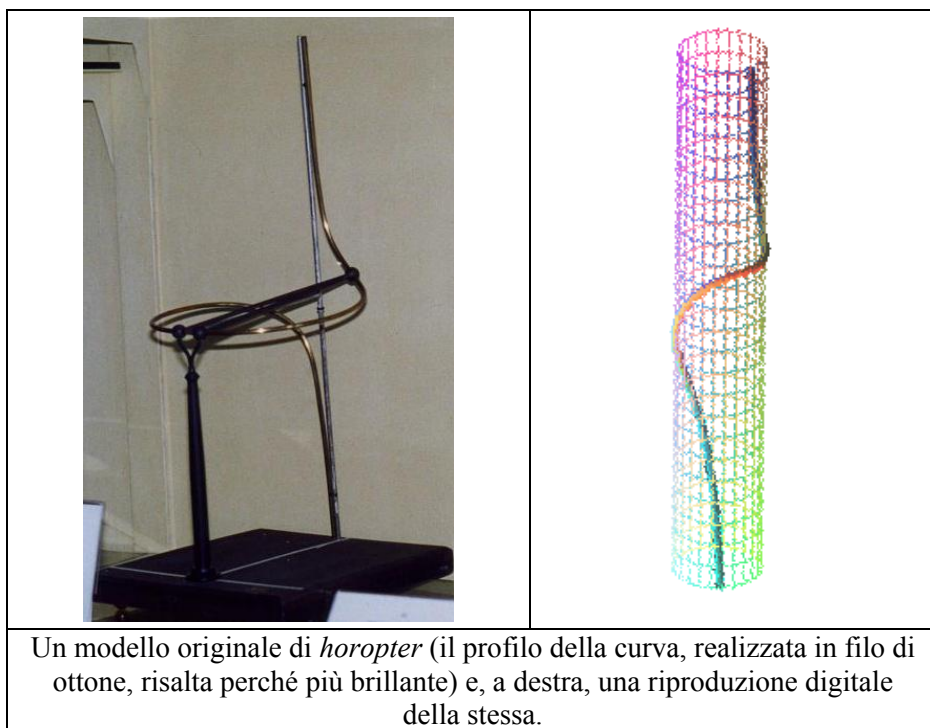 Un modello originale di horopter (il profilo della curva, realizzata in filo di
ottone, risalta perché più brillante) e, a destra, una riproduzione digitale
della stessa.